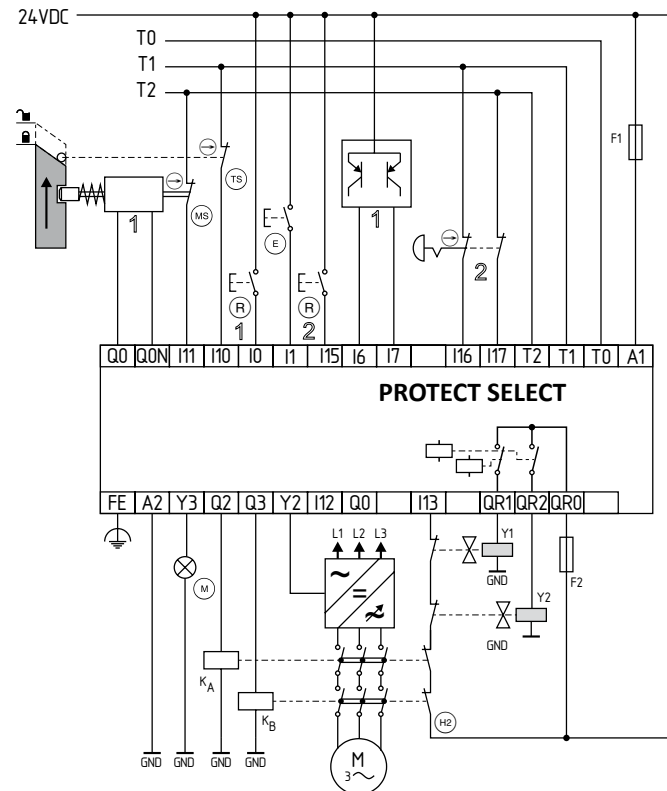 24VDC
T0
T1
T2
F1
TS
1
MS
E
1
2
R
1
R
2
Q0 Q0N I11 I10 I0 I1 I15 I6 I7 I16 I17 T2 T1 T0 A1
PROTECT SELECT
FE A2 Y3 Q2 Q3 Y2 I12 Q0 I13 QR1 QR2 QR0
L1 L2 L3
Y1
GND
F2
M
Y2
GND
KA
KB
H2
GND GND GND GND
M
3~